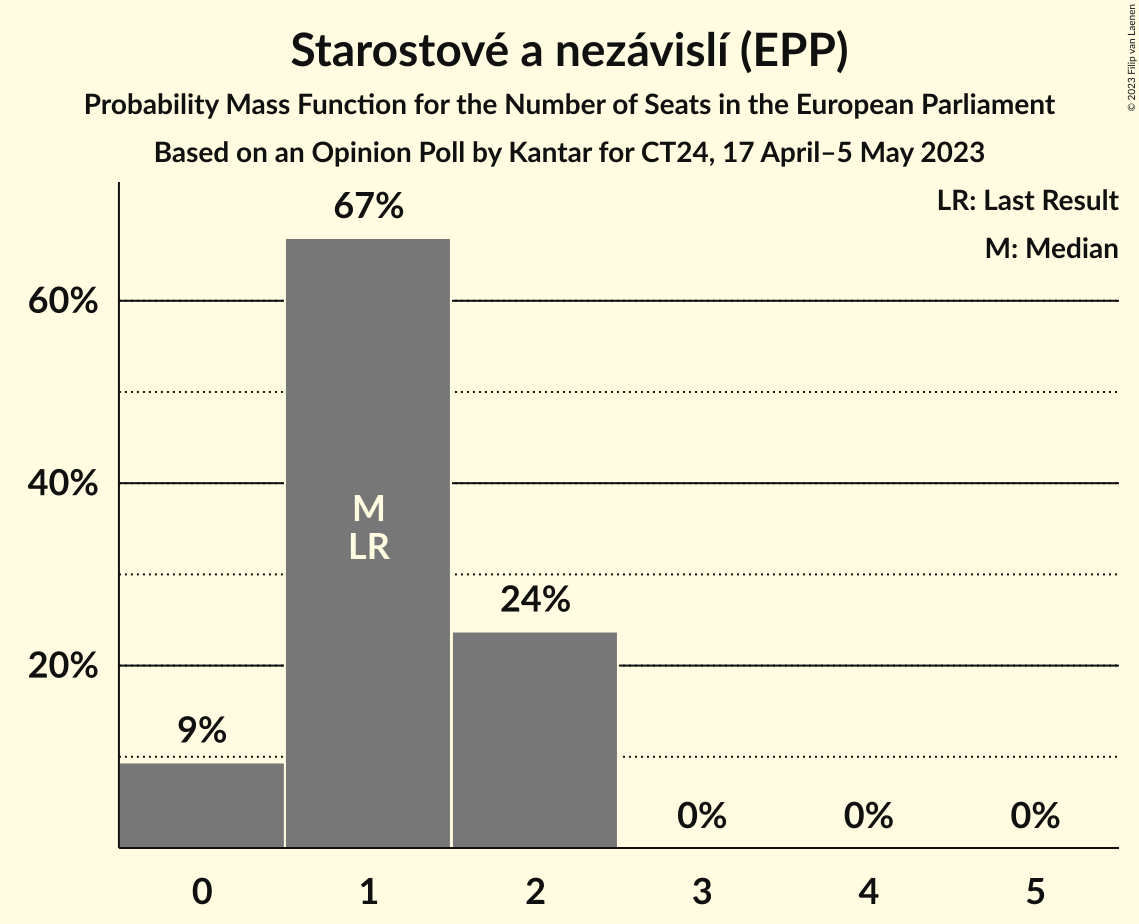 Starostové a nezávislí (EPP)
Probability Mass Function for the Number of Seats in the European Parliament
Based on an Opinion Poll by Kantar for CT24, 17 April–5 May 2023
© 2023 Filip van Laenen
LR: Last Result
M: Median
67%
60%
40%
M
LR
24%
20%
9%
0%
0%
0%
0
1
2
3
4
5